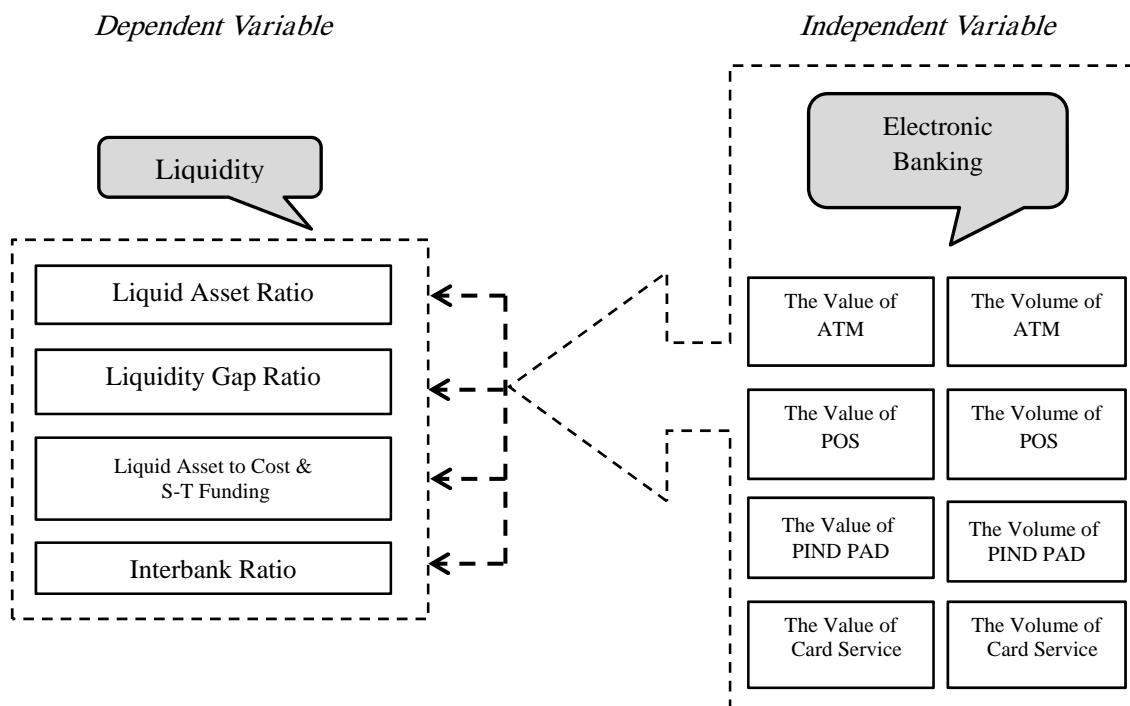 Dependent Variable
Independent Variable
Liquidity
Electronic
Banking
Liquid Asset Ratio
Liquidity Gap Ratio
Liquid Asset to Cost &
S-T Funding
Interbank Ratio
The Value of
ATM
The Volume of
ATM
The Value of
POS
The Volume of
POS
The Value of
PIND PAD
The Volume of
PIND PAD
The Value of
Card Service
The Volume of
Card Service